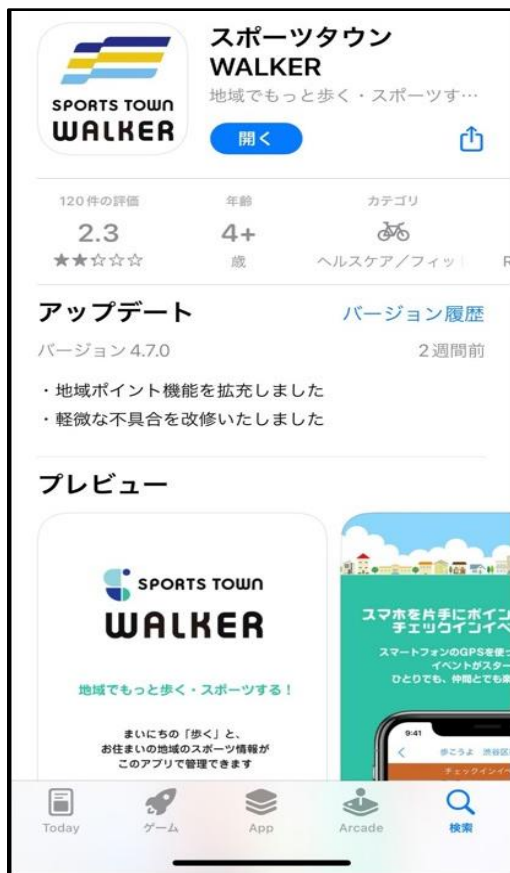 SPORTS TOWN
WALKER
スポーツタウン
WALKER
地域でもっと歩く・スポーツす…
開く
120件の評価
2.3
★★☆☆☆
年齢
4+
歳
カテゴリ
ヘルスケア／フィッ
R
アップデート
バージョン履歴
バージョン 4.7.0
2週間前
・地域ポイント機能を拡充しました
・軽微な不具合を改修いたしました
プレビュー
SPORTS TOWN
WALKER
地域でもっと歩く・スポーツする！
まいにちの「歩く」と、
お住まいの地域のスポーツ情報が
このアプリで管理できます
スマホを片手にポイン
チェックインイベ
スマートフォンのGPSを使っ
イベントがスター
ひとりでも、仲間とでも楽
9:41
歩こうよ 渋谷区
チェックインイベ
Today
ゲーム
App
Arcade
検索